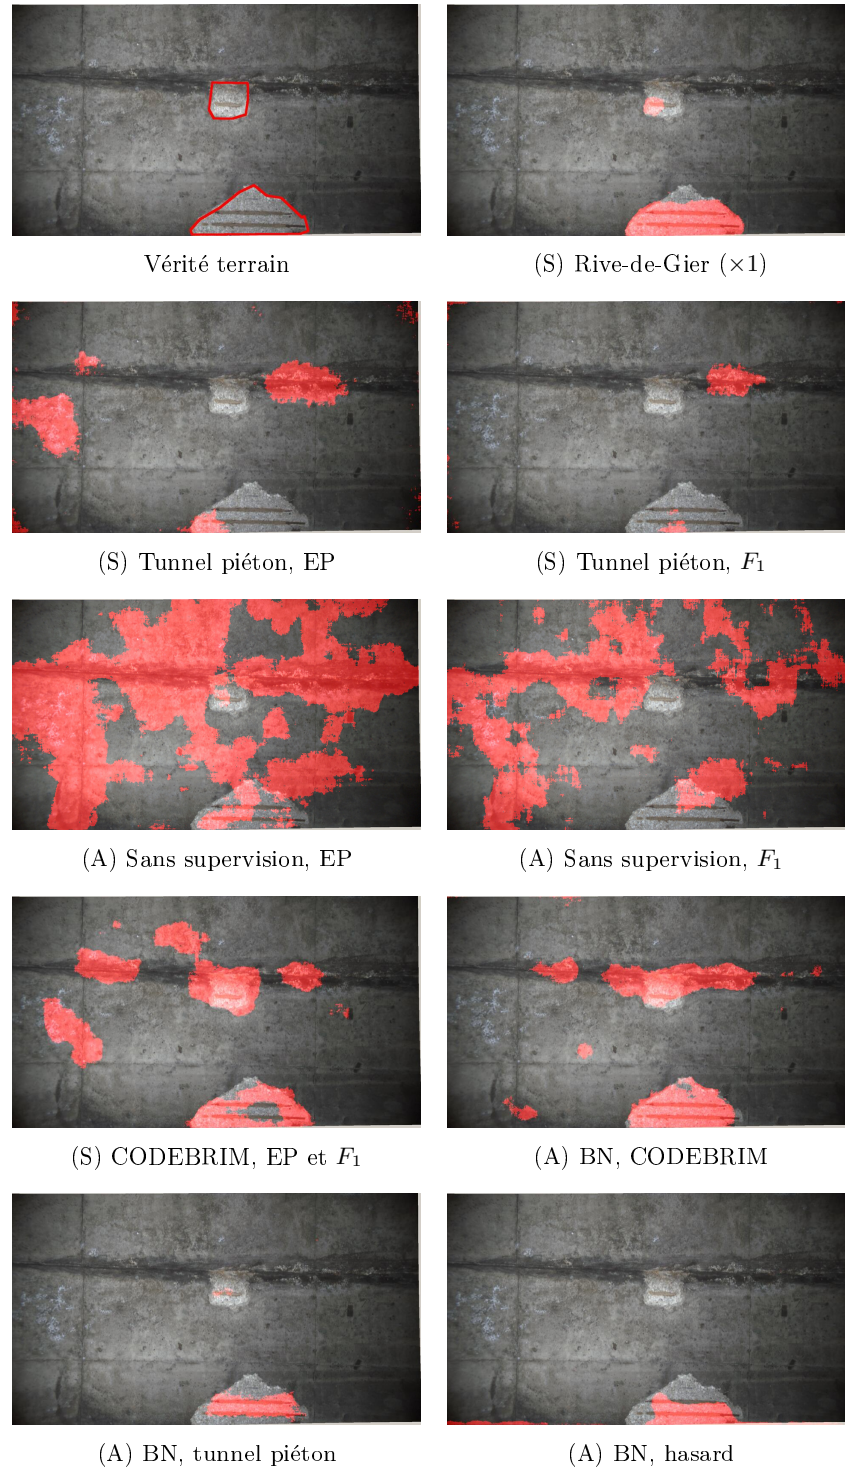 Vérité terrain
(S) Rive-de-Gier (×1)
(S) Tunnel piéton, EP
(S) Tunnel piéton, F₁
(A) Sans supervision, EP
(A) Sans supervision, F₁
(S) CODEBRIM, EP et F₁
(A) BN, CODEBRIM
(A) BN, tunnel piéton
(A) BN, hasard